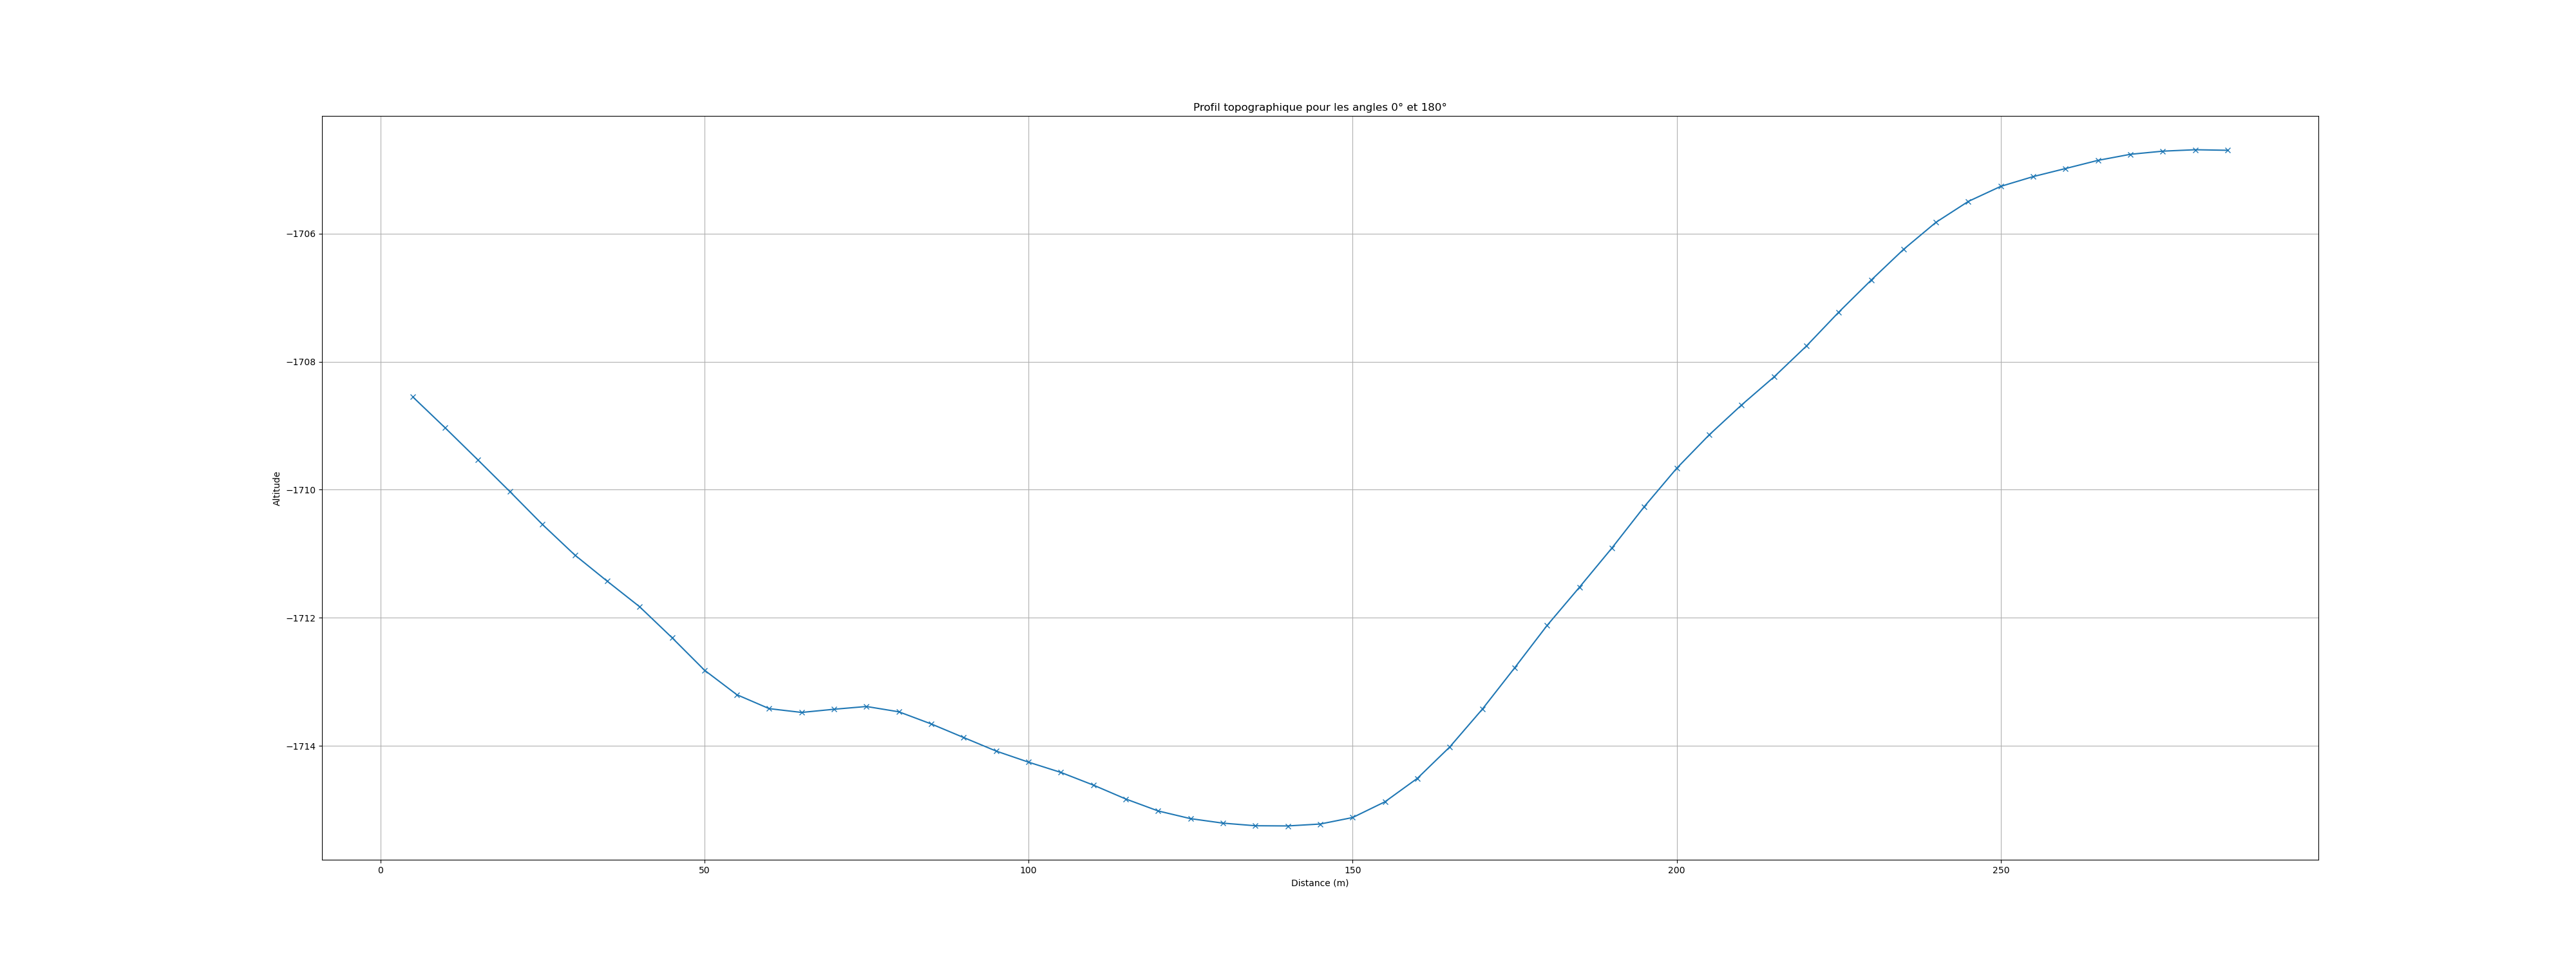 Profil topographique pour les angles 0° et 180°
Altitude
−1706
−1708
−1710
−1712
−1714
0 50 100 150 200 250
Distance (m)